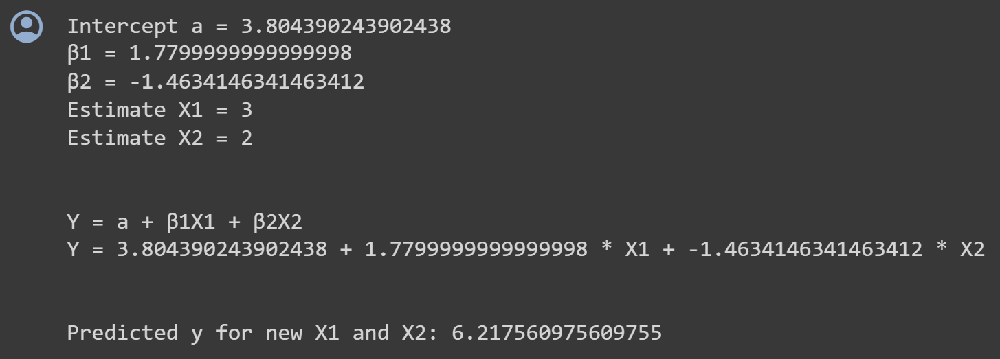 Intercept a = 3.804390243902438
β1 = 1.7799999999999998
β2 = -1.4634146341463412
Estimate X1 = 3
Estimate X2 = 2
Y = a + β1X1 + β2X2
Y = 3.804390243902438 + 1.7799999999999998 * X1 + -1.4634146341463412 * X2
Predicted y for new X1 and X2: 6.217560975609755